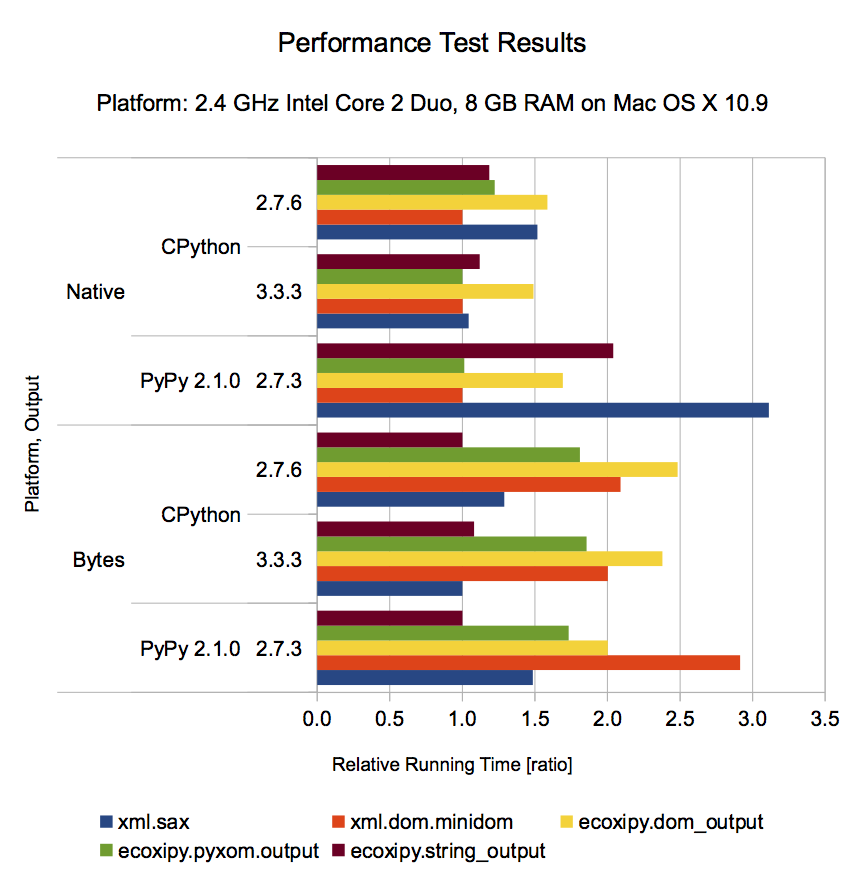 Performance Test Results
Platform: 2.4 GHz Intel Core 2 Duo, 8 GB RAM on Mac OS X 10.9
Platform, Output
Native
CPython
2.7.6
3.3.3
PyPy 2.1.0 2.7.3
Bytes
CPython
2.7.6
3.3.3
PyPy 2.1.0 2.7.3
0.0 0.5 1.0 1.5 2.0 2.5 3.0 3.5
Relative Running Time [ratio]
xml.sax xml.dom.minidom ecoxipy.dom_output
ecoxipy.pyxom.output ecoxipy.string_output